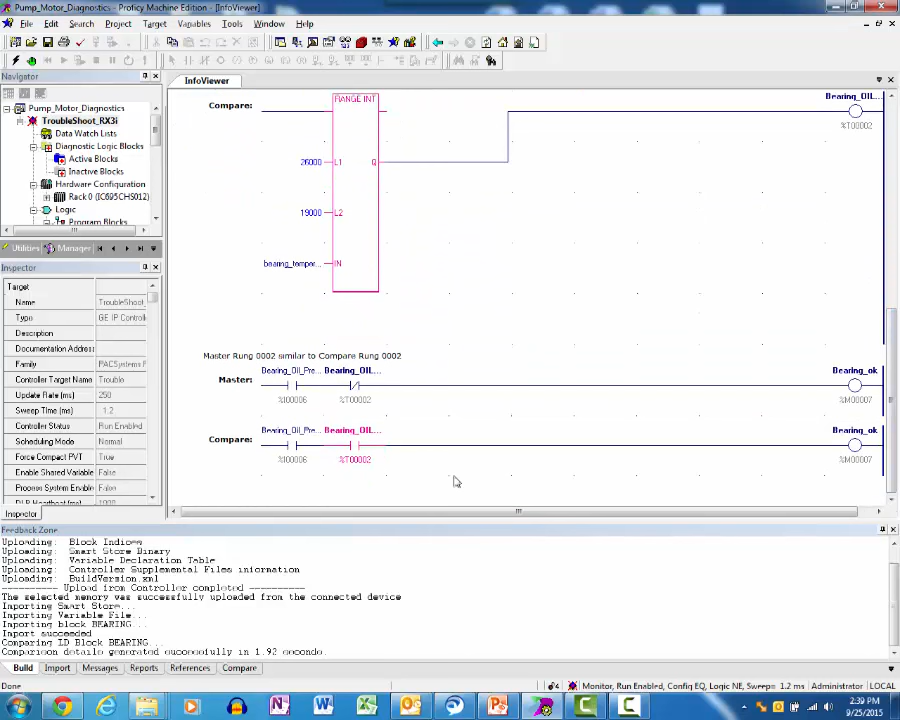 Pump_Motor_Diagnostics - Proficy Machine Edition - [InfoViewer]
File Edit Search Project Target Variables Tools Window Help
Navigator
InfoViewer
Pump_Motor_Diagnostics
TroubleShoot_RX3i
Data Watch Lists
Diagnostic Logic Blocks
Active Blocks
Inactive Blocks
Hardware Configuration
Rack 0 (IC695CHS012)
Logic
Program Blocks
Utilities Manager
Inspector
Target
Name TroubleShoot_
Type GE IP Controll
Description
Documentation Address
Family PACSystems R
Controller Target Name Trouble
Update Rate (ms) 250
Sweep Time (ms) 1.2
Controller Status Run Enabled
Scheduling Mode Normal
Force Compact PVT True
Enable Shared Variable False
Process System Enable False
Inspector
Compare:
RANGE INT
Bearing_OIL...
%T00002
26000 L1 Q
19000 L2
bearing_temper... IN
Master Rung 0002 similar to Compare Rung 0002
Bearing_Oil_Pre... Bearing_OIL... Bearing_ok
Master:
%I00006 %T00002 %M00007
Bearing_Oil_Pre... Bearing_OIL... Bearing_ok
Compare:
%I00006 %T00002 %M00007
Feedback Zone
Uploading: Block Indices
Uploading: Smart Store Binary
Uploading: Variable Declaration Table
Uploading: Controller Supplemental Files information
Uploading: BuildVersion.xml
---------- Upload from Controller completed ----------
The selected memory was successfully uploaded from the connected device
Importing Smart Store...
Importing Variable File...
Importing block BEARING...
Import succeeded
Comparing LD Block BEARING...
Comparison details generated successfully in 1.92 seconds.
Build Import Messages Reports References Compare
Done
Monitor, Run Enabled, Config EQ, Logic NE, Sweep= 1.2 ms Administrator LOCAL
2:39 PM
9/25/2015